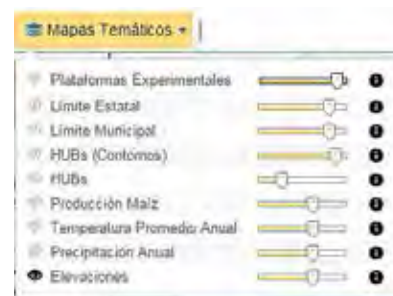 Mapas Temáticos
Plataformas Experimentales
Límite Estatal
Límite Municipal
HUBs (Contornos)
HUBs
Producción Maíz
Temperatura Promedio Anual
Precipitación Anual
Elevaciones